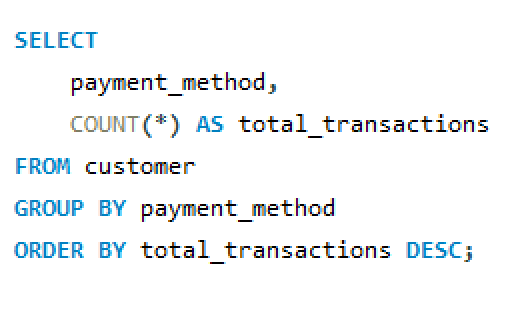 SELECT
    payment_method,
    COUNT(*) AS total_transactions
FROM customer
GROUP BY payment_method
ORDER BY total_transactions DESC;